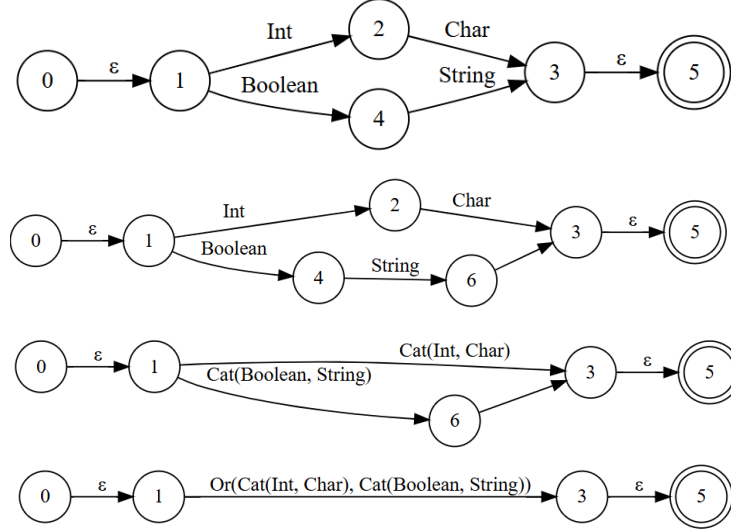 Int 2 Char
0 ε 1 3 ε 5
Boolean 4 String
Int 2 Char
0 ε 1 3 ε 5
Boolean 4 String 6
Cat(Int, Char)
0 ε 1 3 ε 5
Cat(Boolean, String) 6
0 ε 1 Or(Cat(Int, Char), Cat(Boolean, String)) 3 ε 5